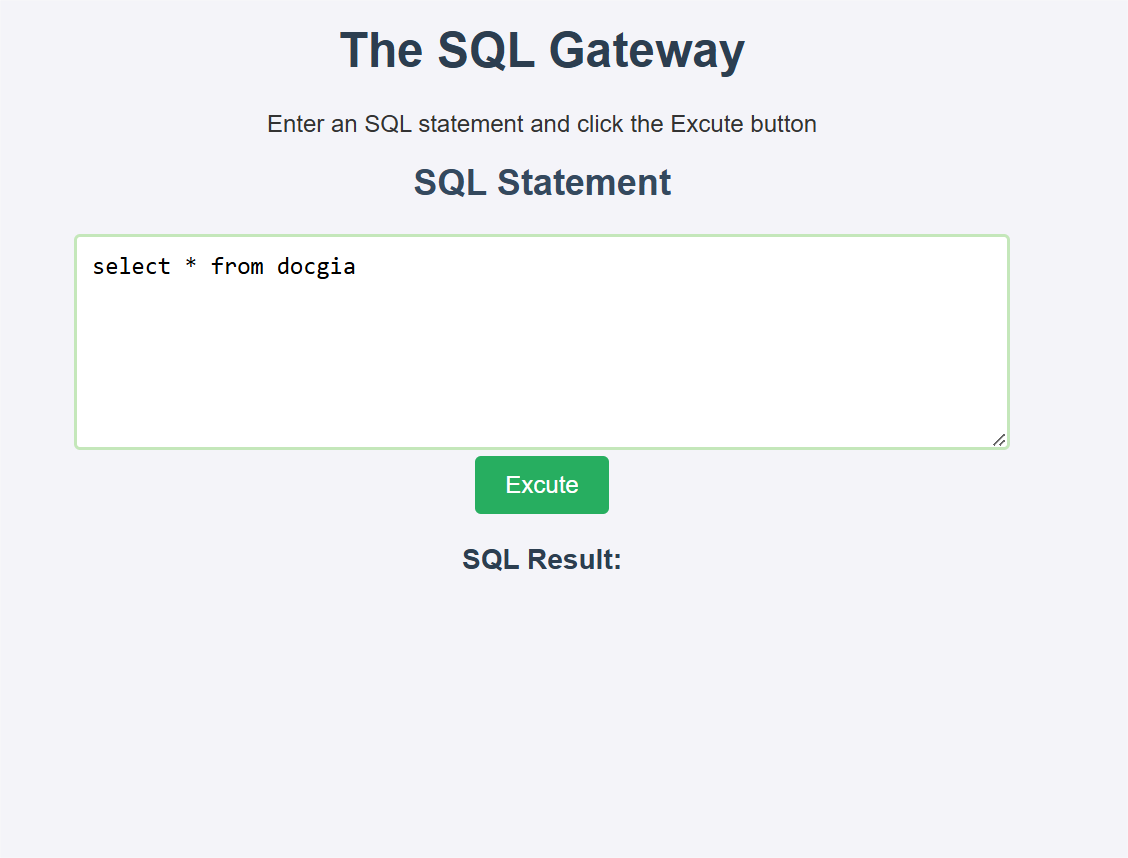 The SQL Gateway
Enter an SQL statement and click the Excute button
SQL Statement
select * from docgia
Excute
SQL Result: